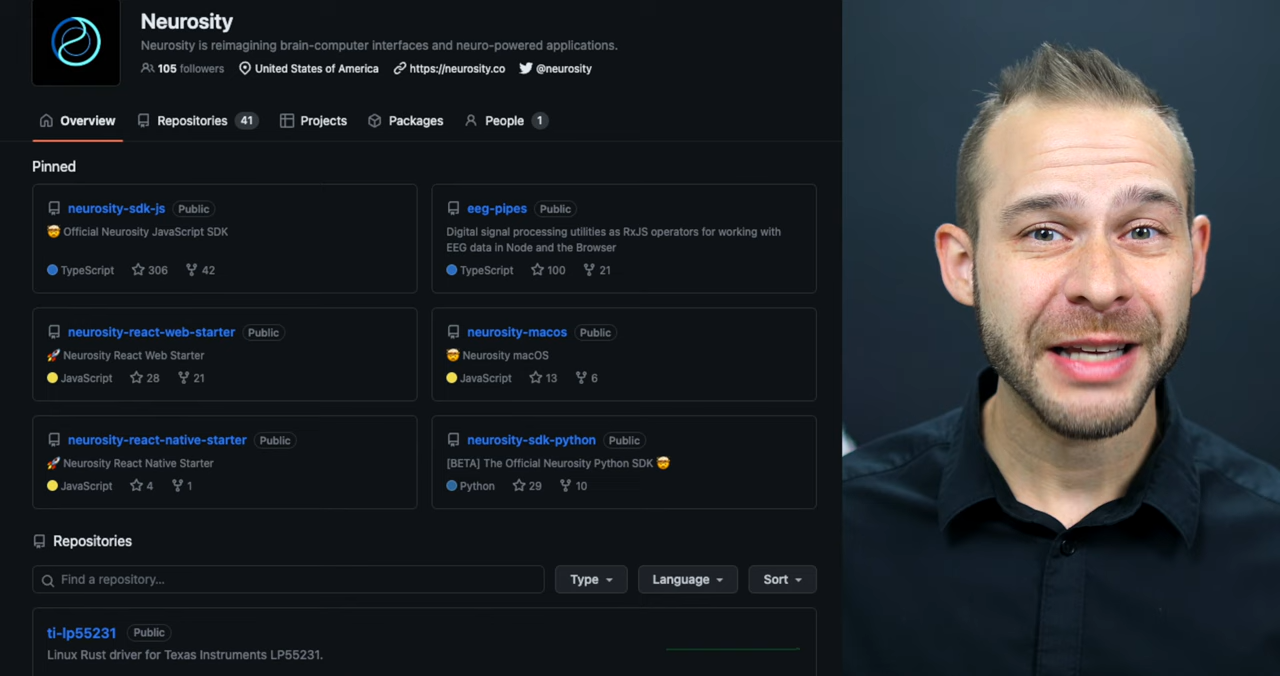 Neurosity
Neurosity is reimagining brain-computer interfaces and neuro-powered applications.
105 followers United States of America https://neurosity.co @neurosity
Overview Repositories 41 Projects Packages People 1
Pinned
neurosity-sdk-js Public
🤯 Official Neurosity JavaScript SDK
TypeScript 306 42
eeg-pipes Public
Digital signal processing utilities as RxJS operators for working with
EEG data in Node and the Browser
TypeScript 100 21
neurosity-react-web-starter Public
🚀 Neurosity React Web Starter
JavaScript 28 21
neurosity-macos Public
🤯 Neurosity macOS
JavaScript 13 6
neurosity-react-native-starter Public
🚀 Neurosity React Native Starter
JavaScript 4 1
neurosity-sdk-python Public
[BETA] The Official Neurosity Python SDK 🤯
Python 29 10
Repositories
Find a repository...
Type Language Sort
ti-lp55231 Public
Linux Rust driver for Texas Instruments LP55231.